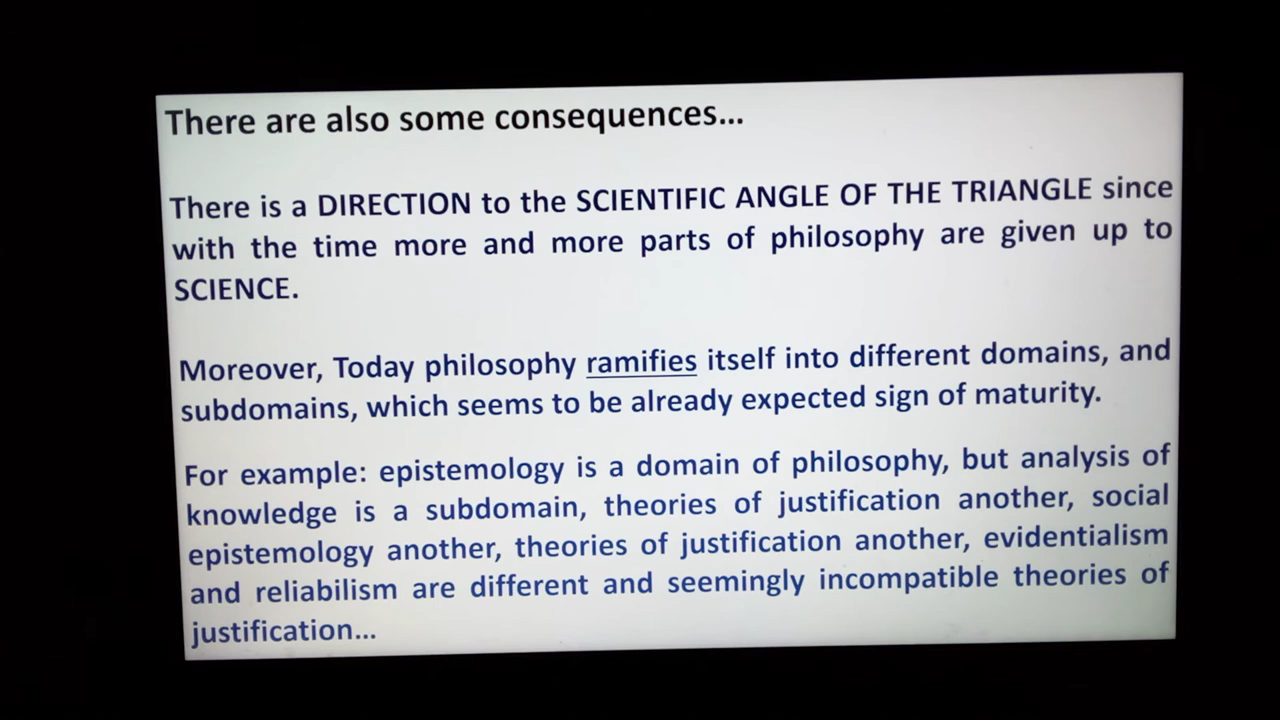 There are also some consequences...
There is a DIRECTION to the SCIENTIFIC ANGLE OF THE TRIANGLE since
with the time more and more parts of philosophy are given up to
SCIENCE.
Moreover, Today philosophy ramifies itself into different domains, and
subdomains, which seems to be already expected sign of maturity.
For example: epistemology is a domain of philosophy, but analysis of
knowledge is a subdomain, theories of justification another, social
epistemology another, theories of justification another, evidentialism
and reliabilism are different and seemingly incompatible theories of
justification...